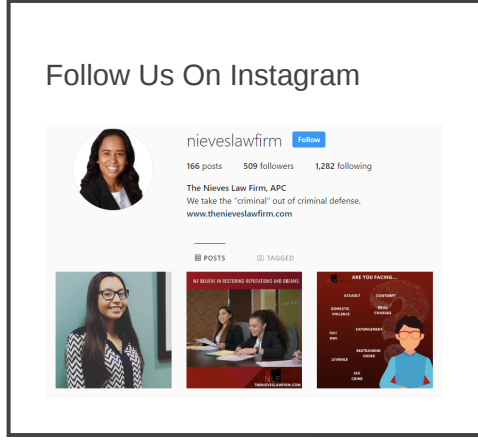 Follow Us On Instagram
nieveslawfirm Follow
166 posts 509 followers 1,282 following
The Nieves Law Firm, APC
We take the "criminal" out of criminal defense.
www.thenieveslawfirm.com
POSTS TAGGED
WE BELIEVE IN RESTORING REPUTATIONS AND DREAMS.
THENIEVESLAWFIRM.COM
ARE YOU FACING...
ASSAULT CONTEMPT
DOMESTIC VIOLENCE
DRUG CHARGES
EXPUNGEMENT
DUI/
DWI
RESTRAINING ORDER
JUVENILE
SEX CRIME